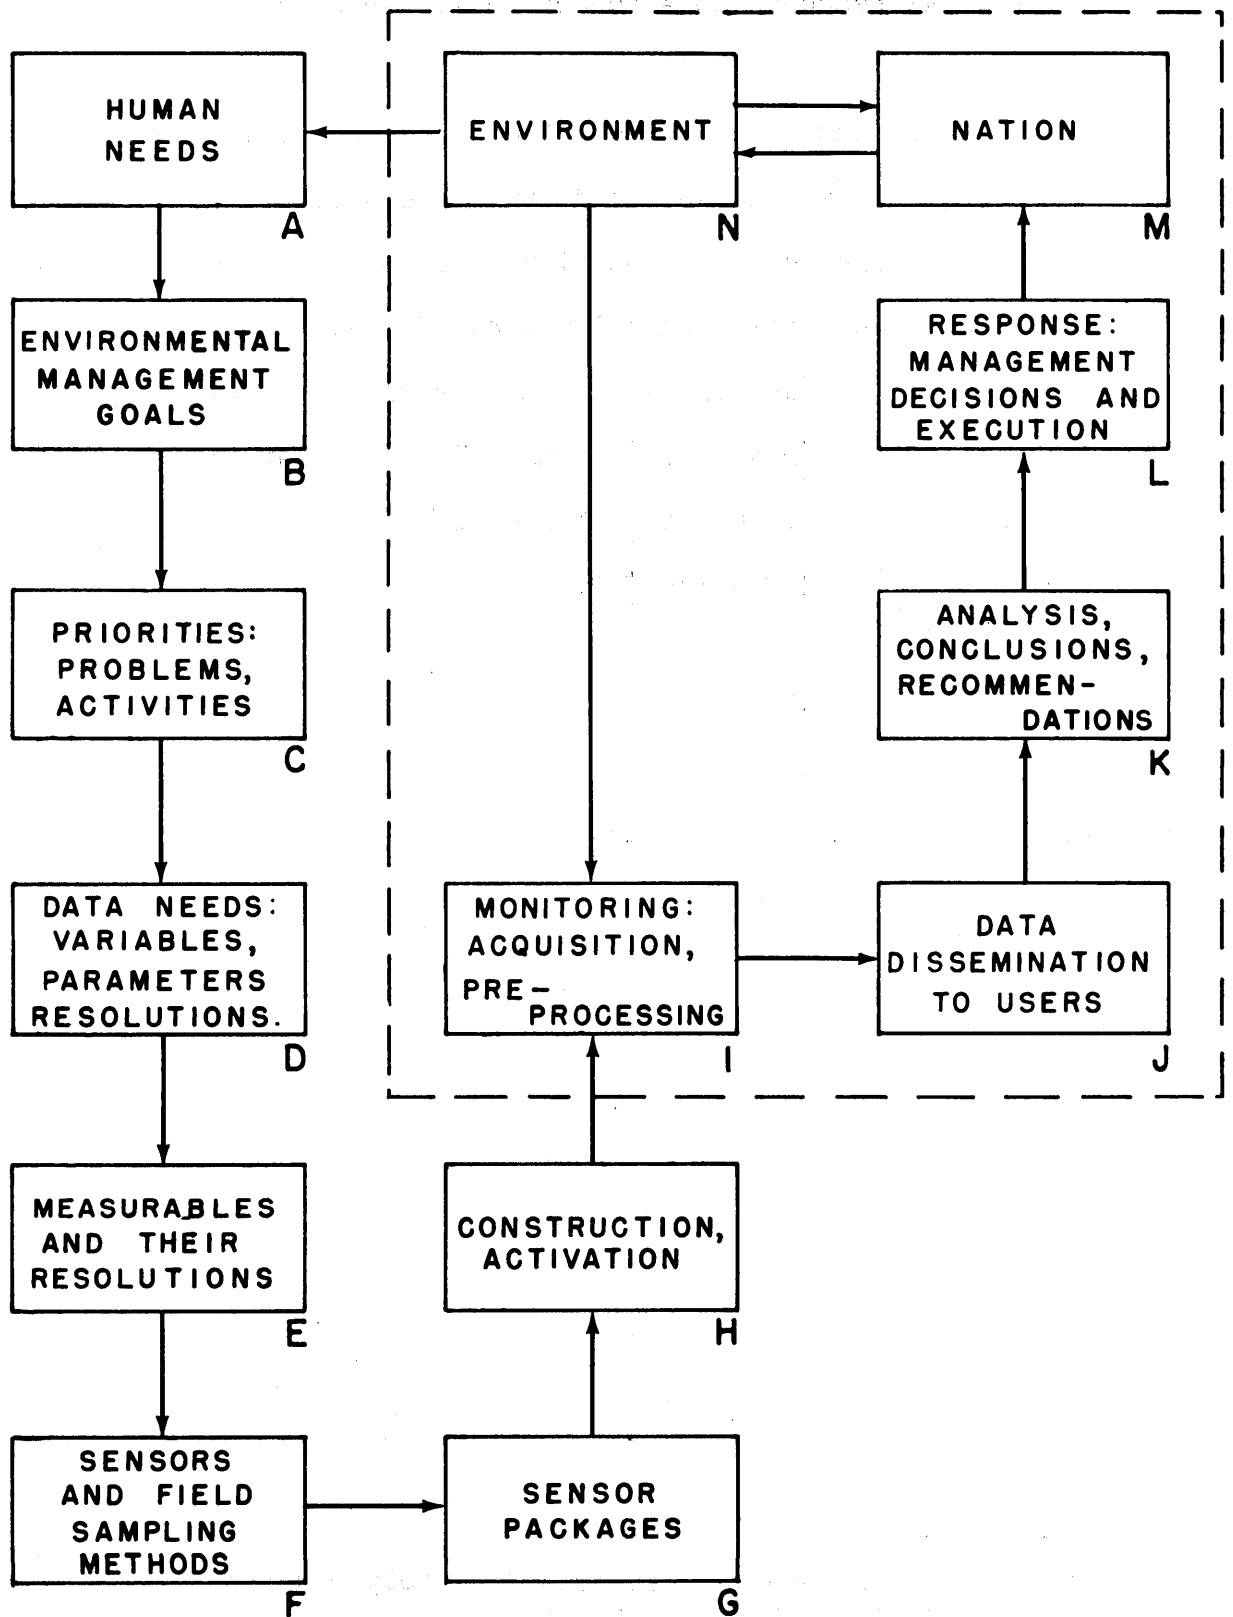 HUMAN
NEEDS
A
ENVIRONMENTAL
MANAGEMENT
GOALS
B
PRIORITIES:
PROBLEMS,
ACTIVITIES
C
DATA NEEDS:
VARIABLES,
PARAMETERS
RESOLUTIONS.
D
MEASURABLES
AND THEIR
RESOLUTIONS
E
SENSORS
AND FIELD
SAMPLING
METHODS
F
SENSOR
PACKAGES
G
CONSTRUCTION,
ACTIVATION
H
MONITORING:
ACQUISITION,
PRE-
PROCESSING
I
DATA
DISSEMINATION
TO USERS
J
ANALYSIS,
CONCLUSIONS,
RECOMMEN-
DATIONS
K
RESPONSE:
MANAGEMENT
DECISIONS AND
EXECUTION
L
NATION
M
ENVIRONMENT
N